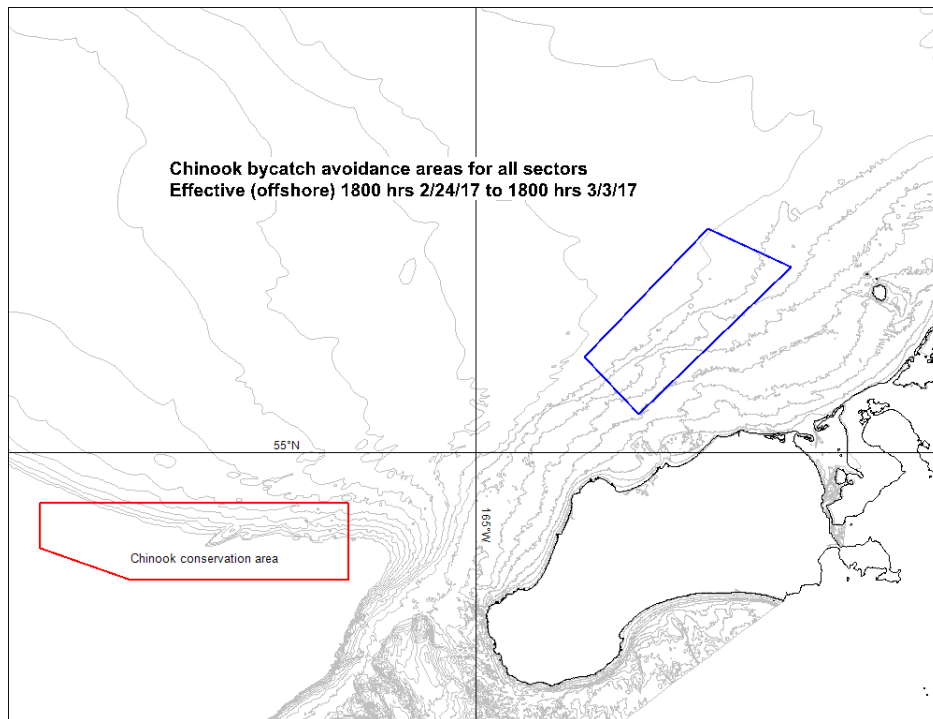 Chinook bycatch avoidance areas for all sectors
Effective (offshore) 1800 hrs 2/24/17 to 1800 hrs 3/3/17
55°N
165°W
Chinook conservation area